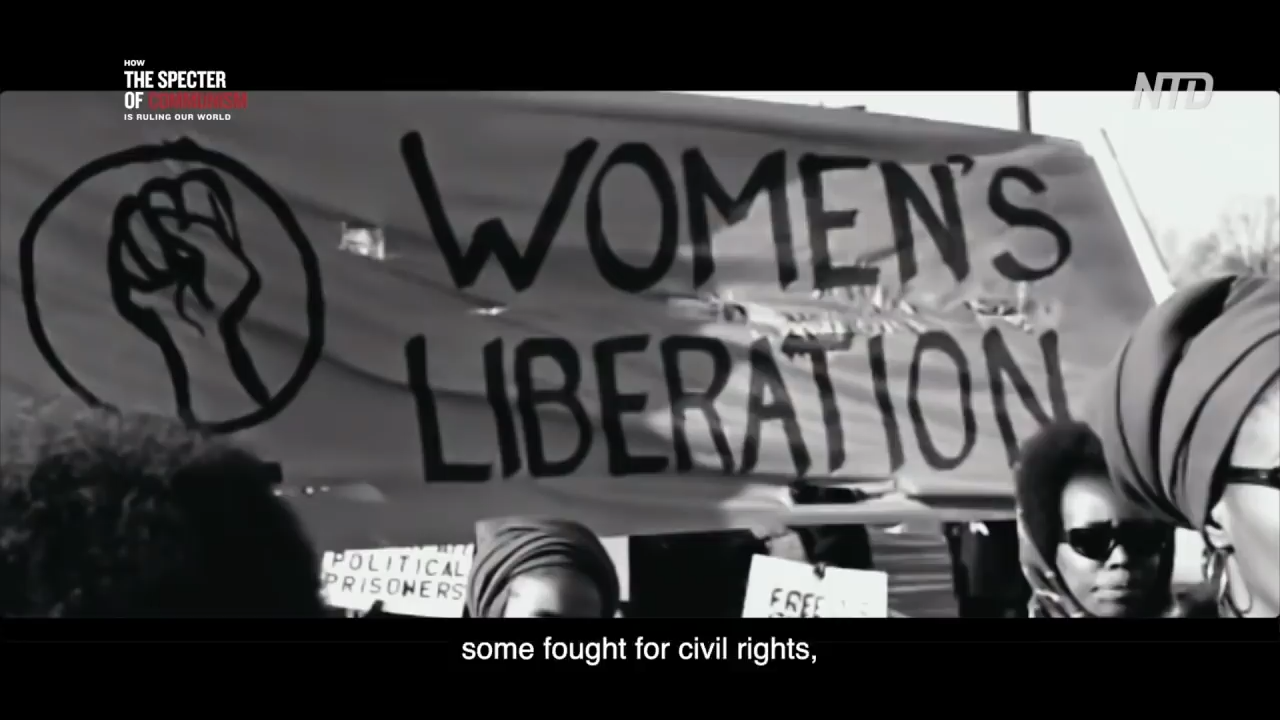 HOW
THE SPECTER
OF COMMUNISM
IS RULING OUR WORLD
NTD
WOMEN'S
LIBERATION
POLITICAL
PRISONERS
FREE
some fought for civil rights,